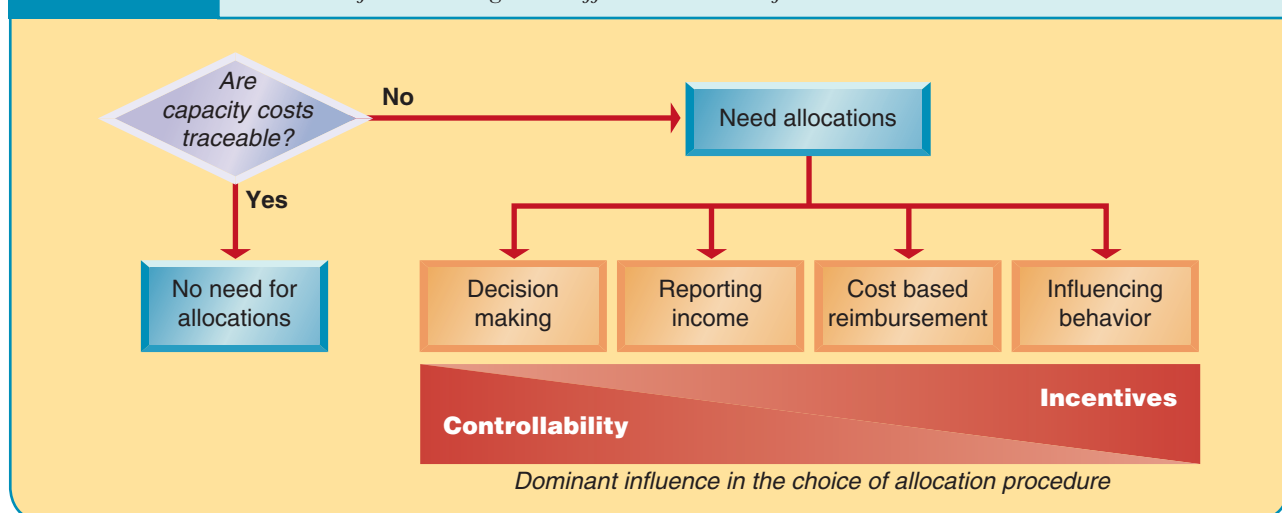 Are
capacity costs
traceable?
No
Need allocations
Yes
No need for
allocations
Decision
making
Reporting
income
Cost based
reimbursement
Influencing
behavior
Incentives
Controllability
Dominant influence in the choice of allocation procedure